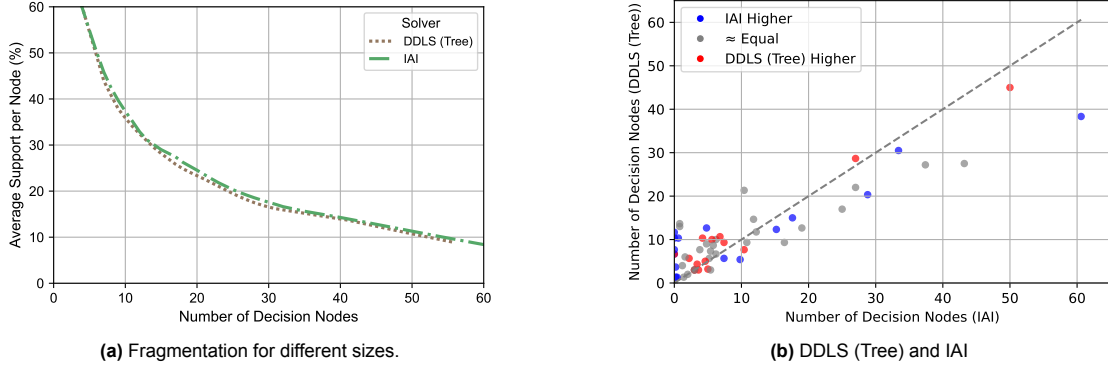 60
50
40
30
20
10
0
Average Support per Node (%)
0 10 20 30 40 50 60
Number of Decision Nodes
Solver
DDLS (Tree)
IAI
(a) Fragmentation for different sizes.
60
50
40
30
20
10
0
Number of Decision Nodes (DDLS (Tree))
0 10 20 30 40 50 60
Number of Decision Nodes (IAI)
IAI Higher
≈ Equal
DDLS (Tree) Higher
(b) DDLS (Tree) and IAI